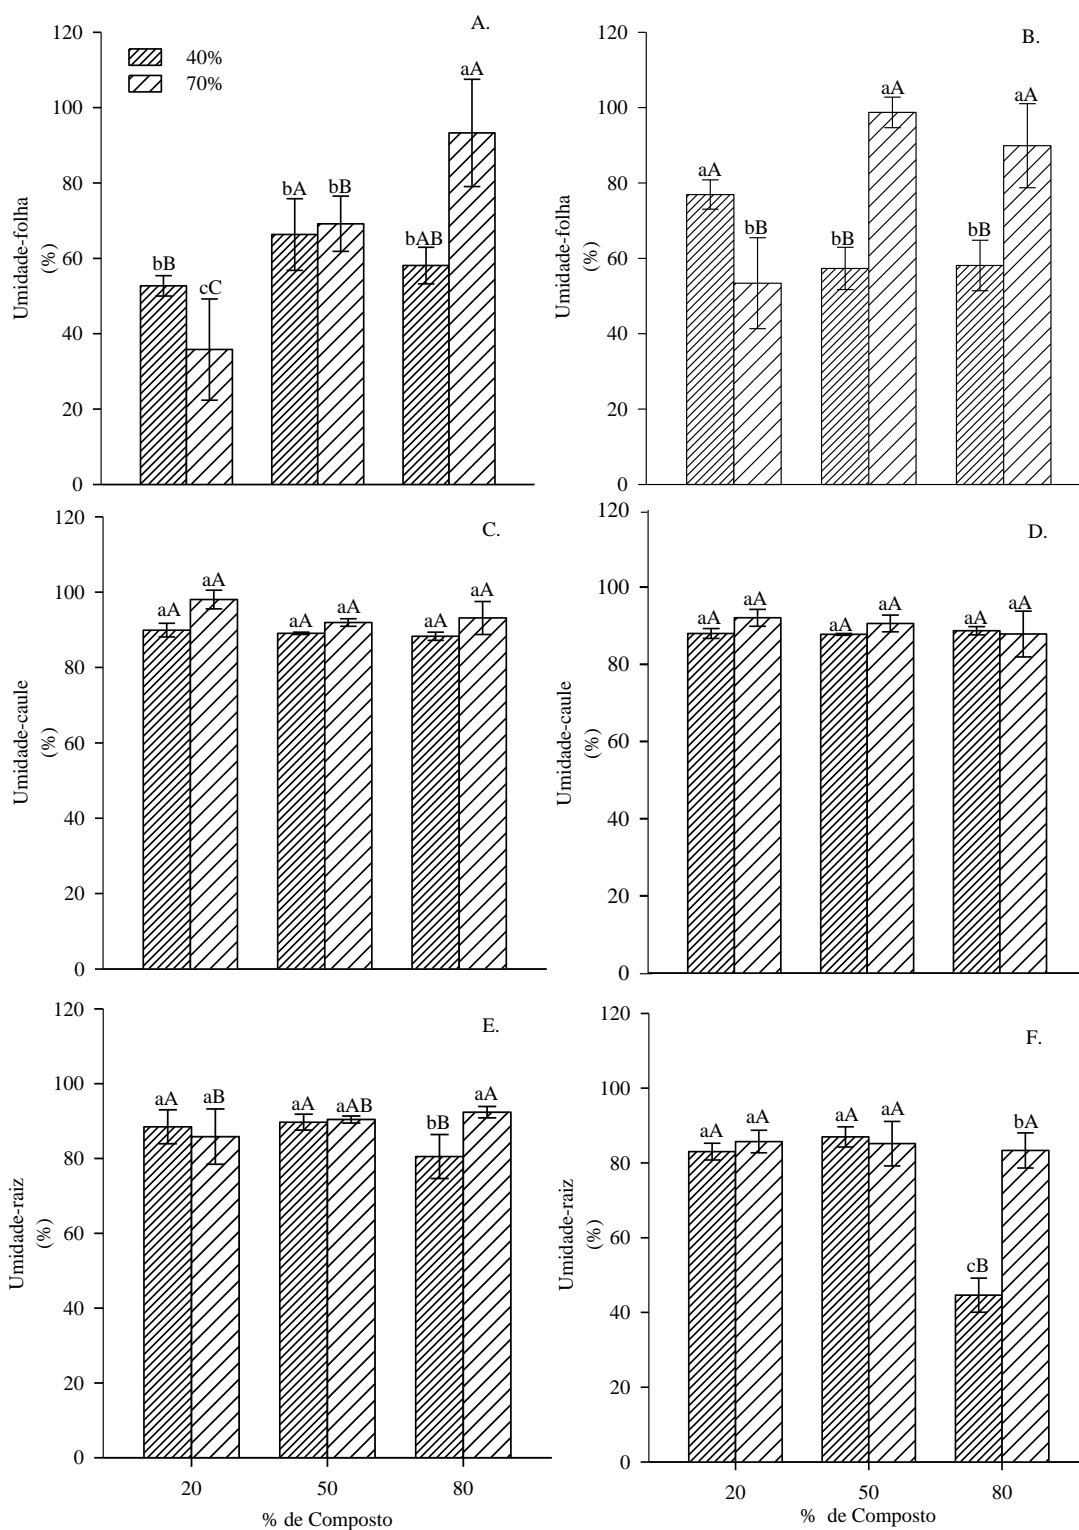 A.
120
100
80
60
40
20
0
Umidade-folha
(%)
40%
70%
bB
cC
bA
bB
bAB
aA
B.
120
100
80
60
40
20
0
Umidade-folha
(%)
aA
bB
bB
aA
bB
aA
C.
120
100
80
60
40
20
0
Umidade-caule
(%)
aA
aA
aA
aA
aA
aA
D.
120
100
80
60
40
20
0
Umidade-caule
(%)
aA
aA
aA
aA
aA
aA
E.
120
100
80
60
40
20
0
Umidade-raiz
(%)
aA
aB
aA
aAB
bB
aA
20 50 80
% de Composto
F.
120
100
80
60
40
20
0
Umidade-raiz
(%)
aA
aA
aA
aA
cB
bA
20 50 80
% de Composto